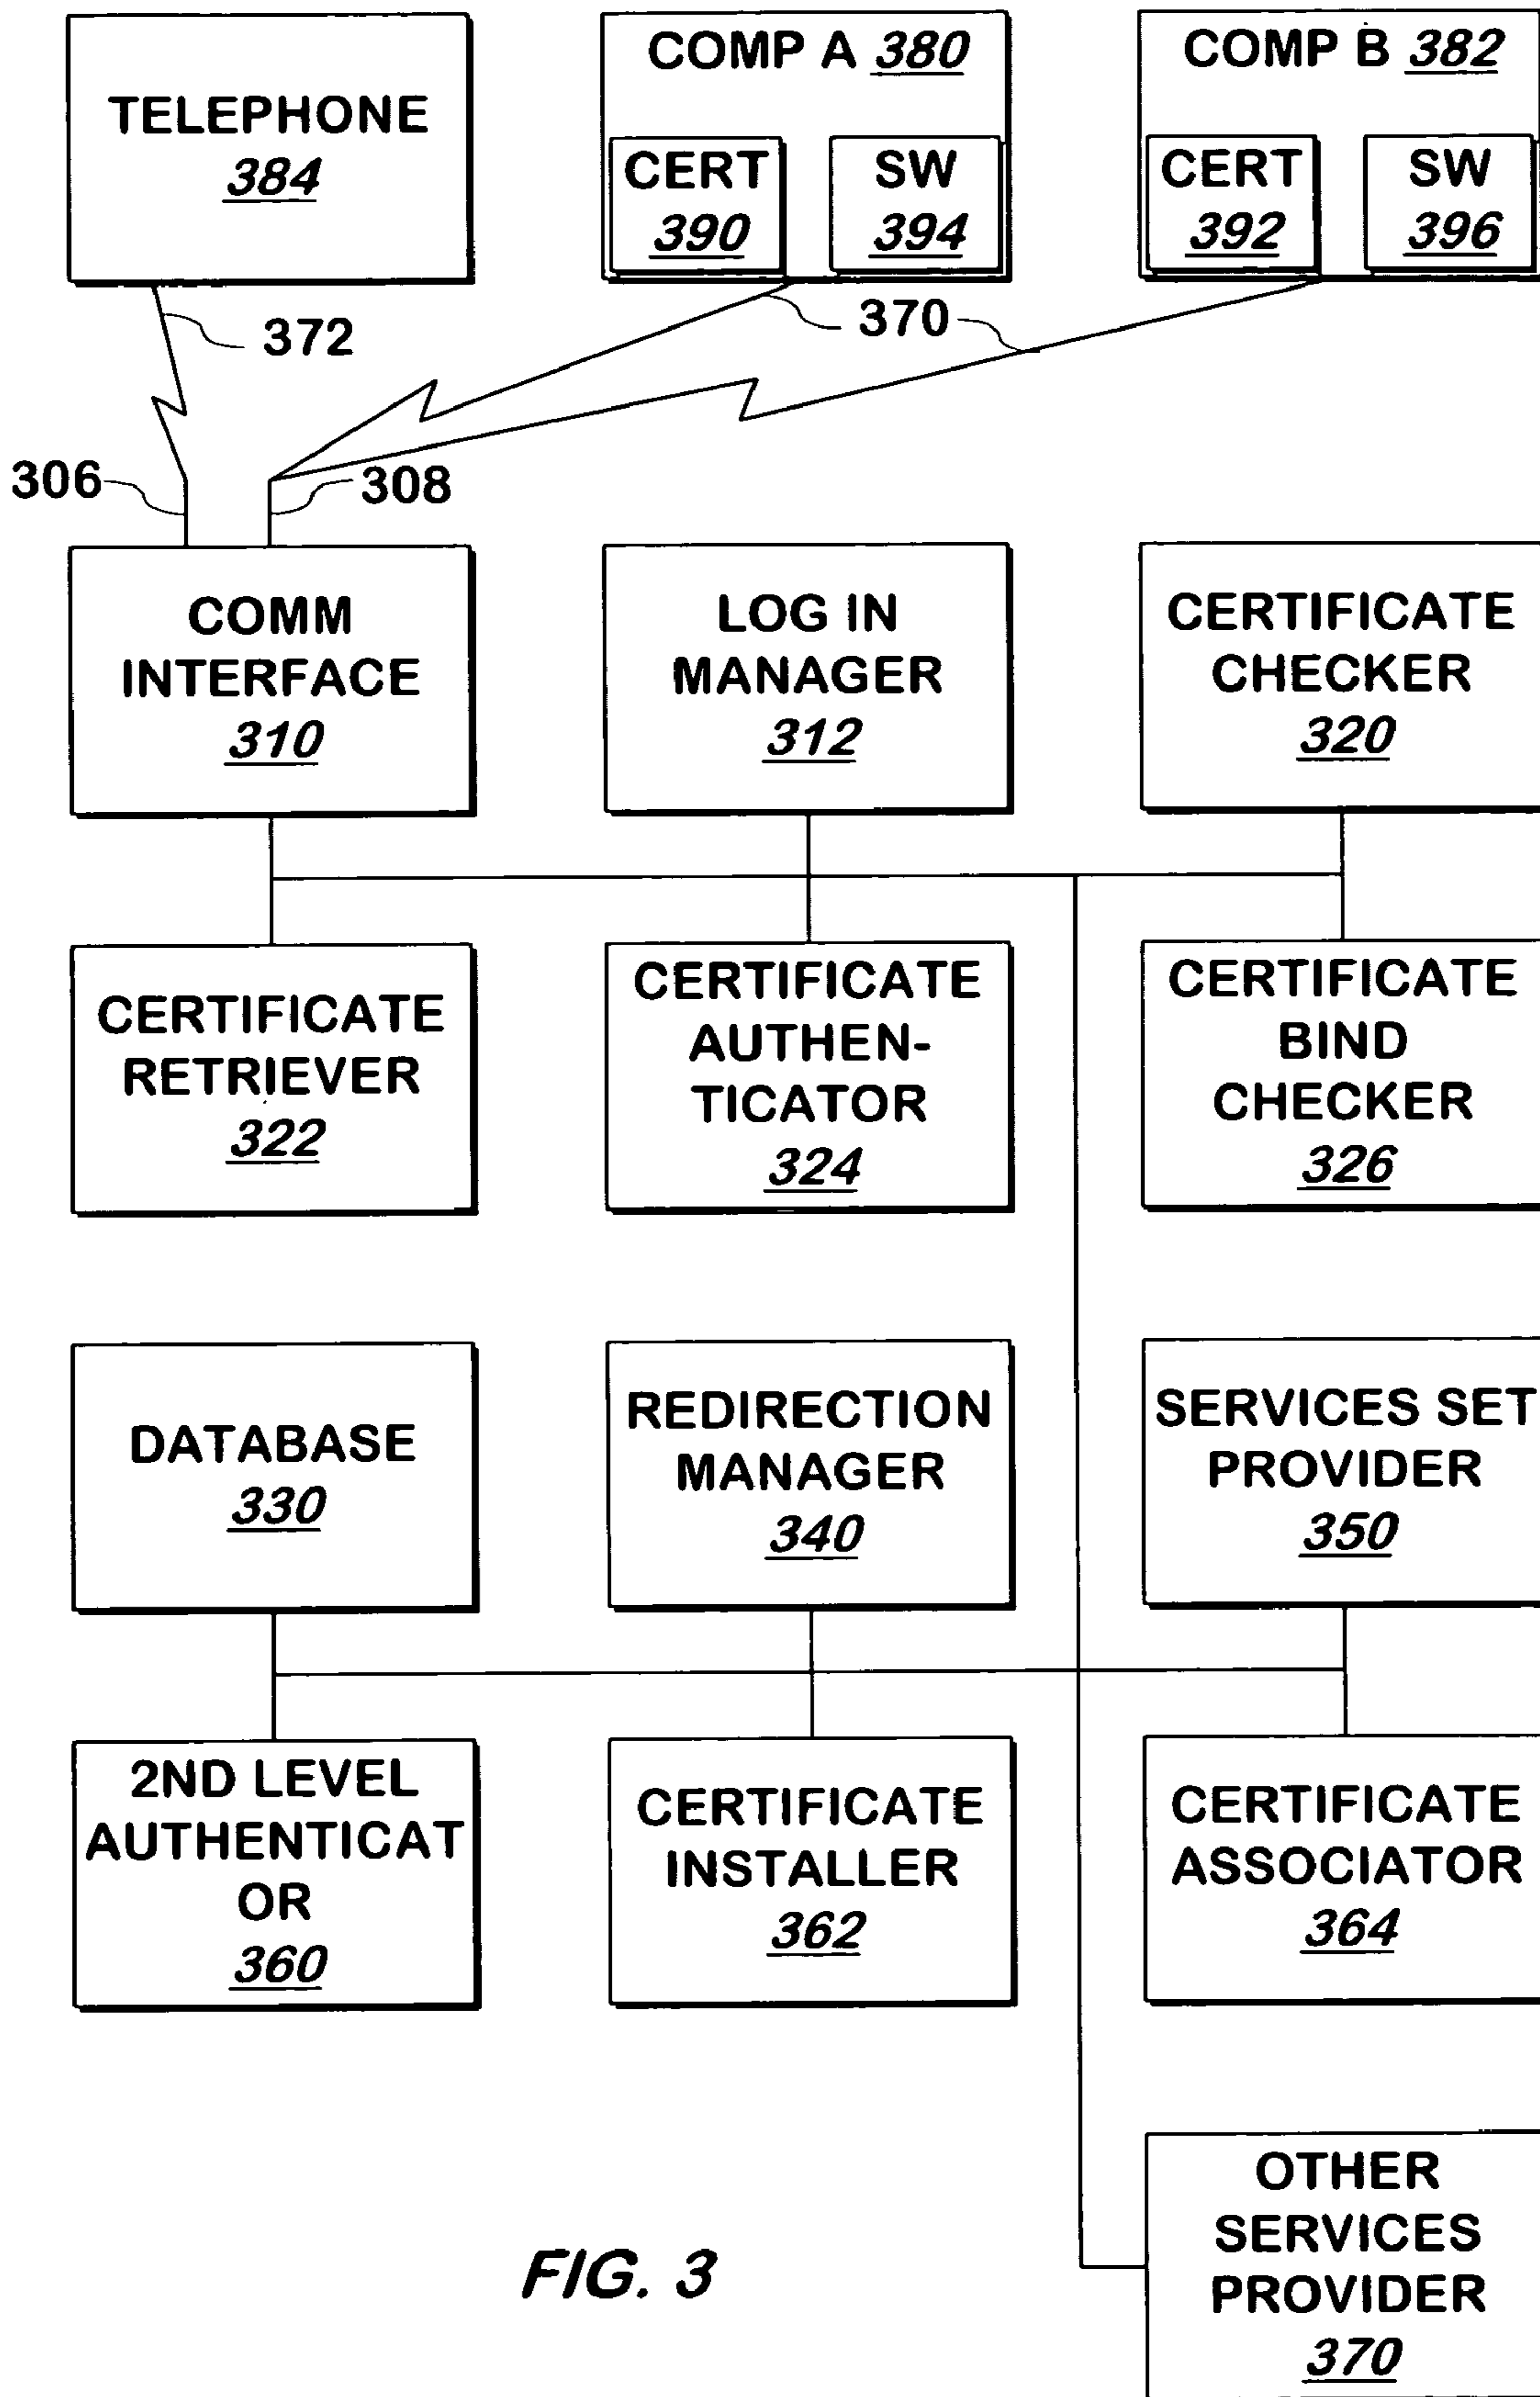 TELEPHONE
384
COMP A 380
CERT
390
SW
394
COMP B 382
CERT
392
SW
396
372
370
306
308
COMM
INTERFACE
310
LOG IN
MANAGER
312
CERTIFICATE
CHECKER
320
CERTIFICATE
RETRIEVER
322
CERTIFICATE
AUTHEN-
TICATOR
324
CERTIFICATE
BIND
CHECKER
326
DATABASE
330
REDIRECTION
MANAGER
340
SERVICES SET
PROVIDER
350
2ND LEVEL
AUTHENTICAT
OR
360
CERTIFICATE
INSTALLER
362
CERTIFICATE
ASSOCIATOR
364
OTHER
SERVICES
PROVIDER
370
FIG. 3